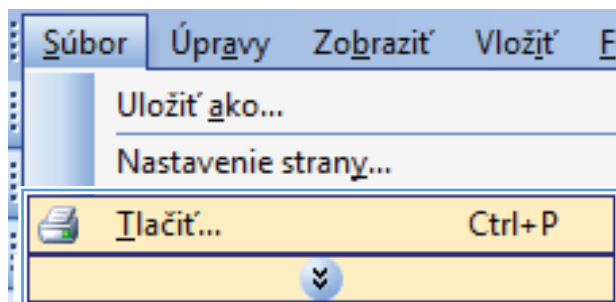 Súbor Úpravy Zobraziť Vložiť F
Uložiť ako...
Nastavenie strany...
Tlačiť... Ctrl+P